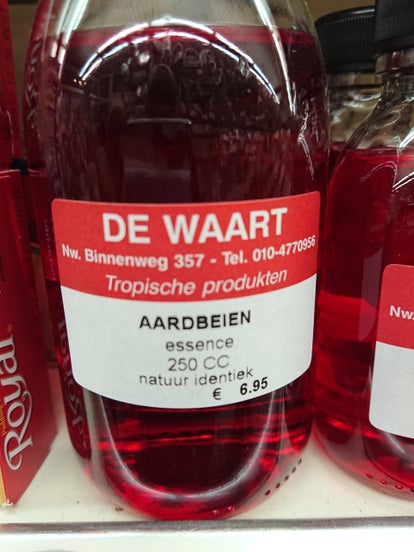 DE WAART
Nw. Binnenweg 357 - Tel. 010-4770956
Tropische produkten
AARDBEIEN
essence
250 CC
natuur identiek
€ 6.95
Royal
Nw.